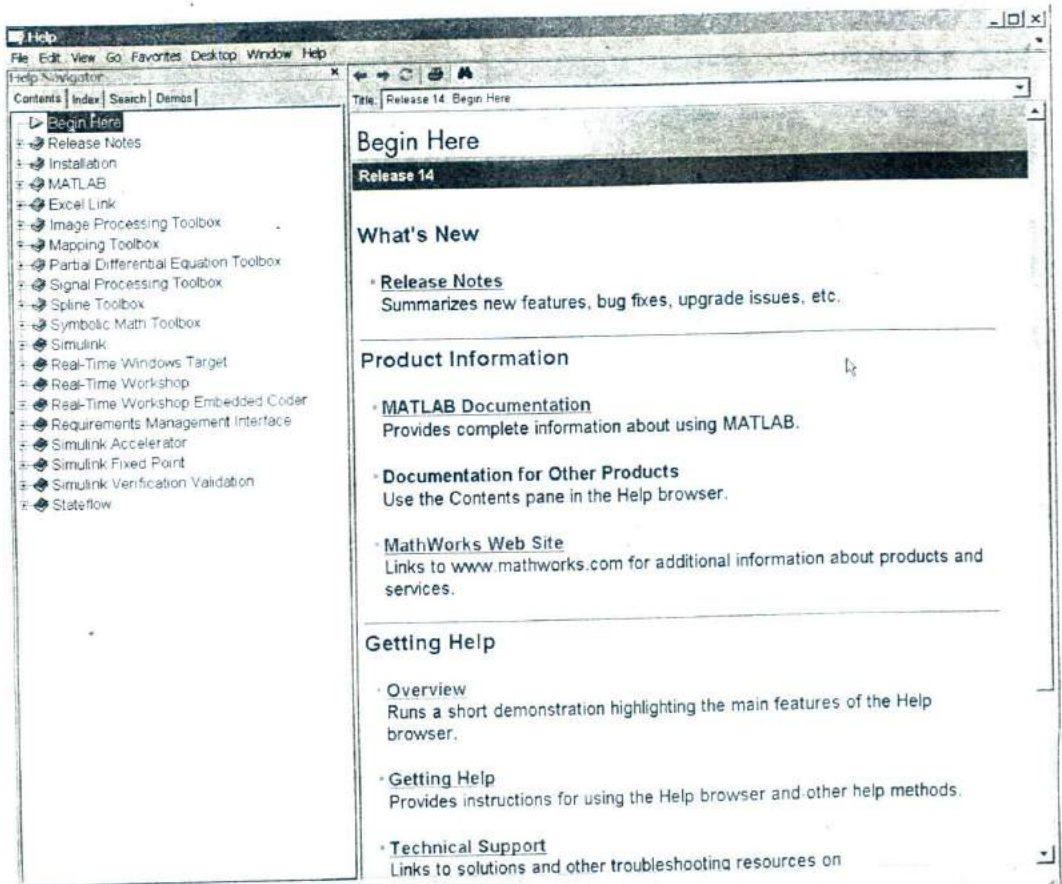 Help
File Edit View Go Favorites Desktop Window Help
Help Navigator
Contents Index Search Demos
Begin Here
Release Notes
Installation
MATLAB
Excel Link
Image Processing Toolbox
Mapping Toolbox
Partial Differential Equation Toolbox
Signal Processing Toolbox
Spline Toolbox
Symbolic Math Toolbox
Simulink
Real-Time Windows Target
Real-Time Workshop
Real-Time Workshop Embedded Coder
Requirements Management Interface
Simulink Accelerator
Simulink Fixed Point
Simulink Verification Validation
Stateflow
Title: Release 14 Begin Here
Begin Here
Release 14
What's New
Release Notes
Summarizes new features, bug fixes, upgrade issues, etc.
Product Information
MATLAB Documentation
Provides complete information about using MATLAB.
Documentation for Other Products
Use the Contents pane in the Help browser.
MathWorks Web Site
Links to www.mathworks.com for additional information about products and
services.
Getting Help
Overview
Runs a short demonstration highlighting the main features of the Help
browser.
Getting Help
Provides instructions for using the Help browser and other help methods.
Technical Support
Links to solutions and other troubleshooting resources on